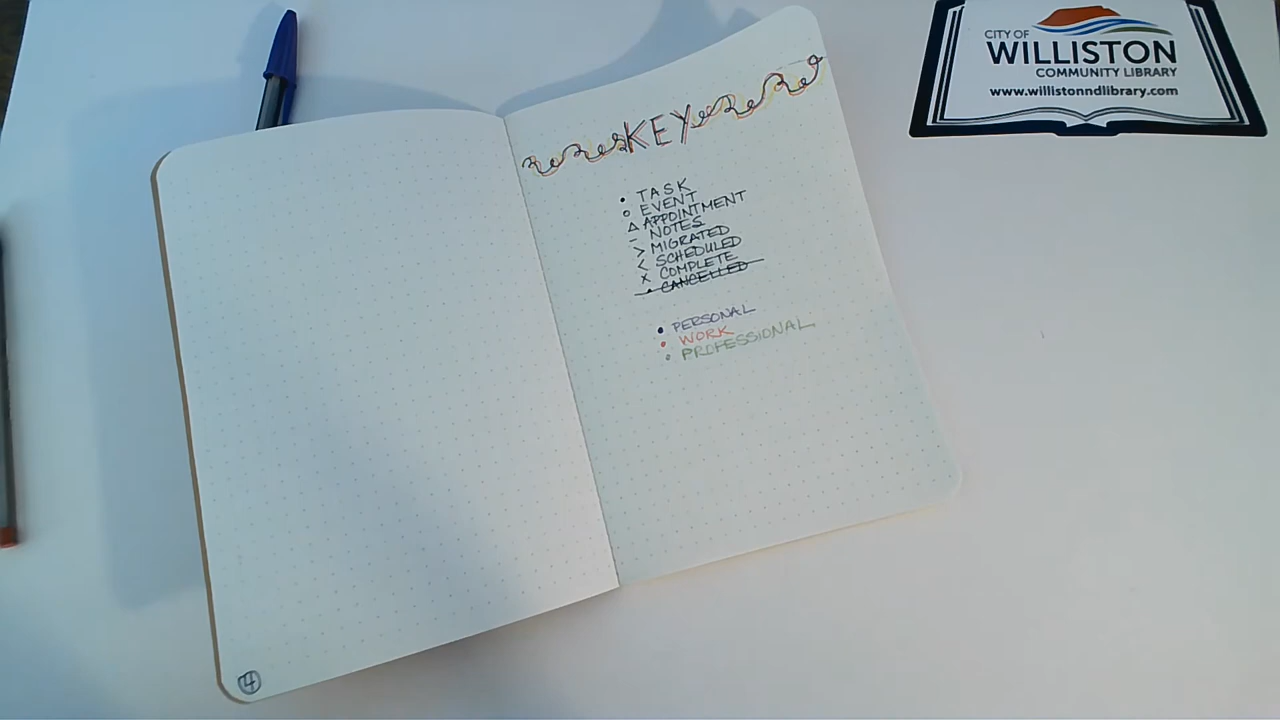 CITY OF
WILLISTON
COMMUNITY LIBRARY
www.willistonndlibrary.com
KEY
• TASK
○ EVENT
△ APPOINTMENT
- NOTES
> MIGRATED
< SCHEDULED
x COMPLETE
• CANCELLED
• PERSONAL
• WORK
• PROFESSIONAL
4